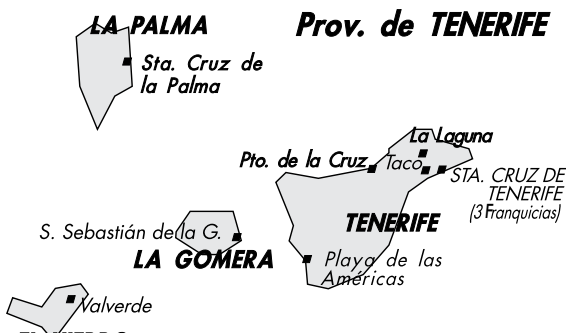 LA PALMA
Prov. de TENERIFE
Sta. Cruz de
la Palma
La Laguna
Pto. de la Cruz
Taco
STA. CRUZ DE
TENERIFE
(3 Franquicias)
TENERIFE
S. Sebastián de la G.
LA GOMERA
Playa de las
Américas
Valverde